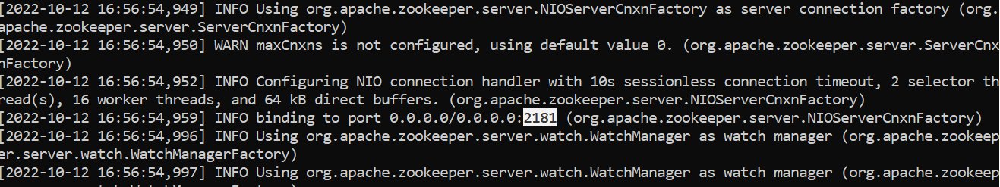 [2022-10-12 16:56:54,949] INFO Using org.apache.zookeeper.server.NIOServerCnxnFactory as server connection factory (org.
apache.zookeeper.server.ServerCnxnFactory)
[2022-10-12 16:56:54,950] WARN maxCnxns is not configured, using default value 0. (org.apache.zookeeper.server.ServerCnx
nFactory)
[2022-10-12 16:56:54,952] INFO Configuring NIO connection handler with 10s sessionless connection timeout, 2 selector th
read(s), 16 worker threads, and 64 kB direct buffers. (org.apache.zookeeper.server.NIOServerCnxnFactory)
[2022-10-12 16:56:54,959] INFO binding to port 0.0.0.0/0.0.0.0:2181 (org.apache.zookeeper.server.NIOServerCnxnFactory)
[2022-10-12 16:56:54,996] INFO Using org.apache.zookeeper.server.watch.WatchManager as watch manager (org.apache.zookeep
er.server.watch.WatchManagerFactory)
[2022-10-12 16:56:54,997] INFO Using org.apache.zookeeper.server.watch.WatchManager as watch manager (org.apache.zookeep